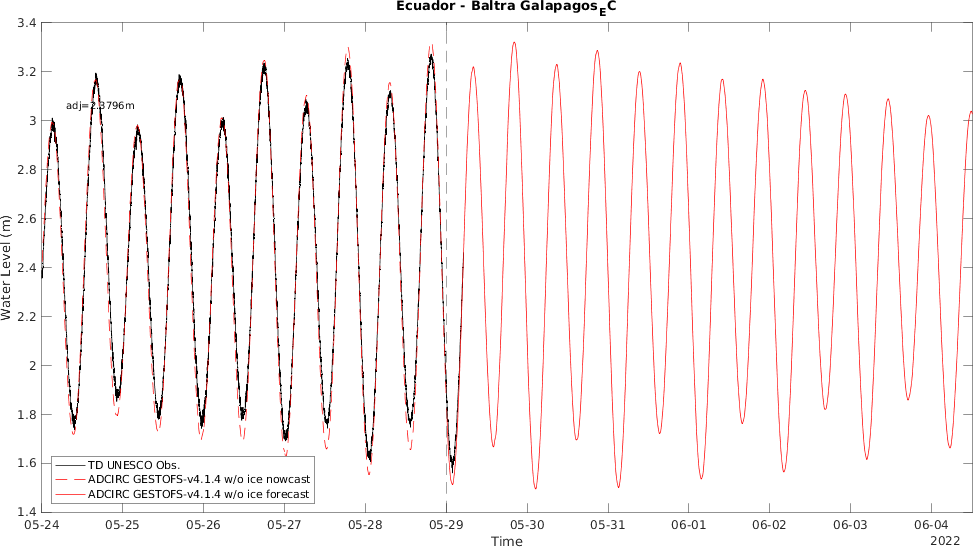 Ecuador - Baltra Galapagos_EC
3.4
3.2
3
2.8
2.6
2.4
2.2
2
1.8
1.6
1.4
Water Level (m)
adj=2.3796m
TD UNESCO Obs.
ADCIRC GESTOFS-v4.1.4 w/o ice nowcast
ADCIRC GESTOFS-v4.1.4 w/o ice forecast
05-24 05-25 05-26 05-27 05-28 05-29 05-30 05-31 06-01 06-02 06-03 06-04
Time
2022